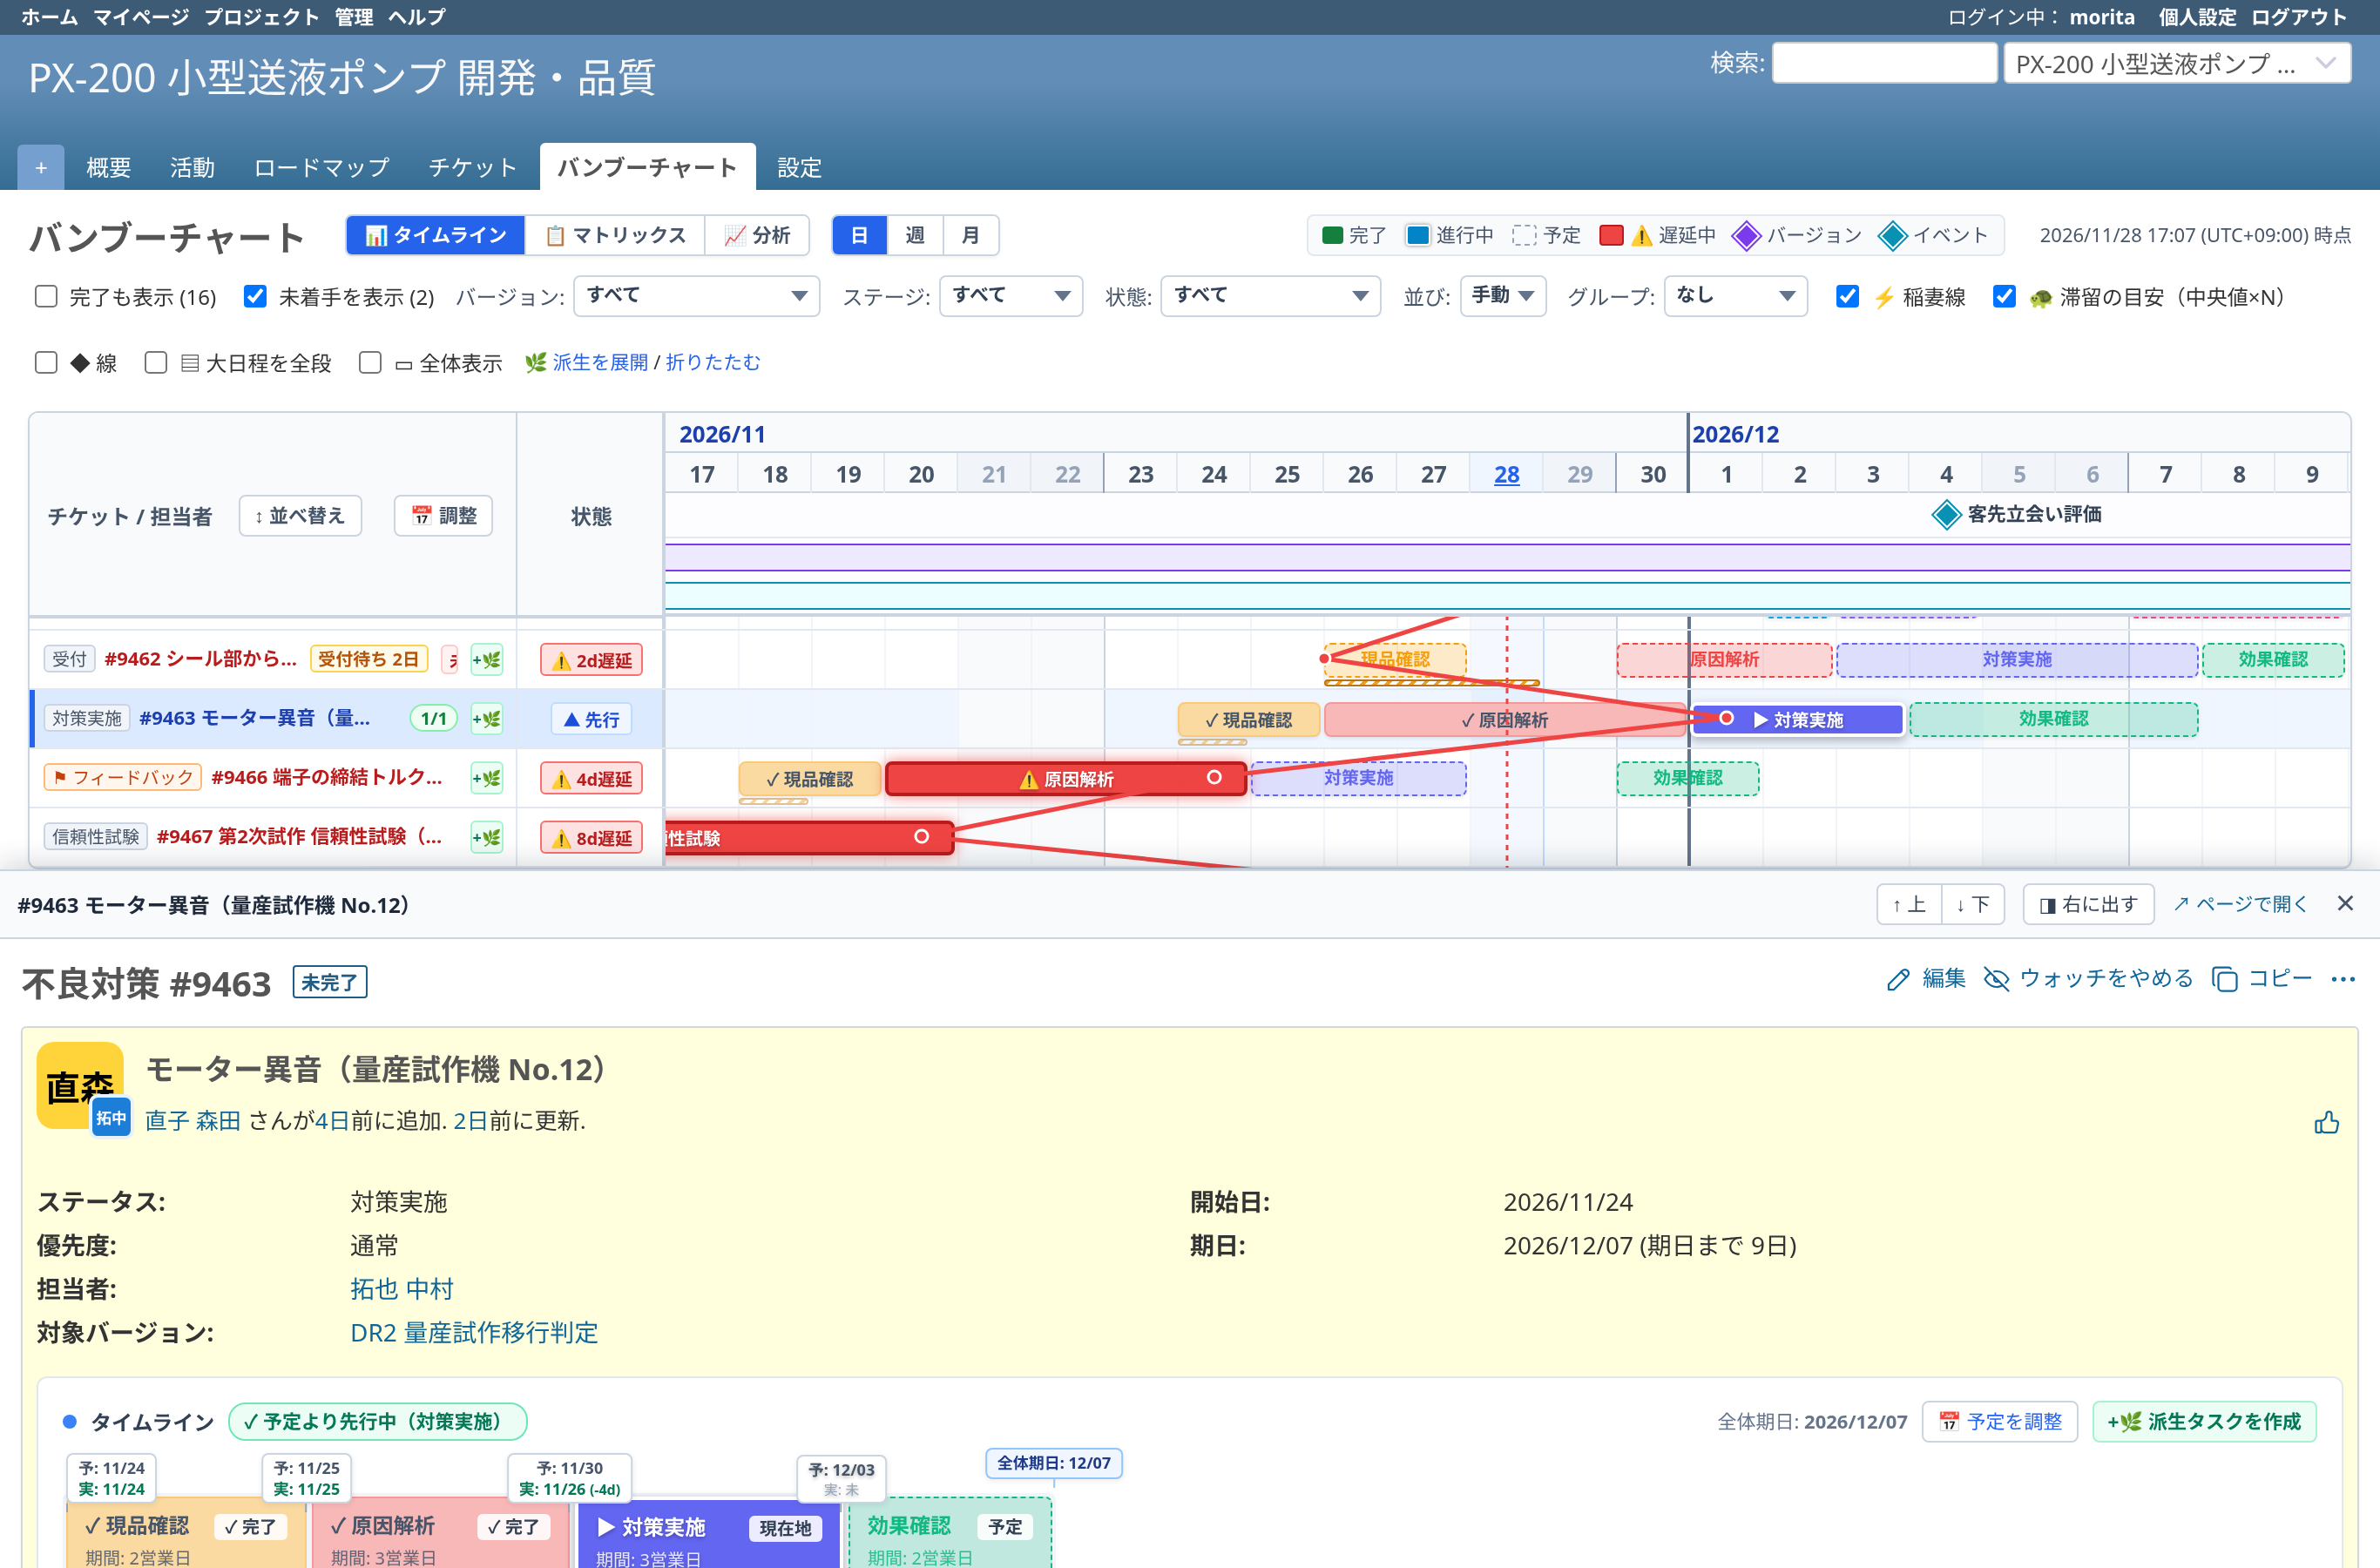 ホーム マイページ プロジェクト 管理 ヘルプ ログイン中： morita 個人設定 ログアウト
PX-200 小型送液ポンプ 開発・品質 検索: PX-200 小型送液ポンプ ...
+ 概要 活動 ロードマップ チケット バンブーチャート 設定
バンブーチャート 📊 タイムライン 📋 マトリックス 📈 分析 日 週 月 完了 進行中 予定 ⚠️ 遅延中 バージョン イベント 2026/11/28 17:07 (UTC+09:00) 時点
完了も表示 (16) 未着手を表示 (2) バージョン: すべて ステージ: すべて 状態: すべて 並び: 手動 グループ: なし ⚡ 稲妻線 🐢 滞留の目安（中央値×N）
◆ 線 ▤ 大日程を全段 ▭ 全体表示 🌿 派生を展開 / 折りたたむ
2026/11 2026/12
17 18 19 20 21 22 23 24 25 26 27 28 29 30 1 2 3 4 5 6 7 8 9
チケット / 担当者 ↕ 並べ替え 📅 調整 状態 客先立会い評価
受付 #9462 シール部から... 受付待ち 2日 +🌿 ⚠️ 2d遅延 現品確認 原因解析 対策実施 効果確認
対策実施 #9463 モーター異音（量... 1/1 +🌿 ▲ 先行 ✓ 現品確認 ✓ 原因解析 ▶ 対策実施 効果確認
⚑ フィードバック #9466 端子の締結トルク... +🌿 ⚠️ 4d遅延 ✓ 現品確認 ⚠️ 原因解析 対策実施 効果確認
信頼性試験 #9467 第2次試作 信頼性試験（... +🌿 ⚠️ 8d遅延 性試験
#9463 モーター異音（量産試作機 No.12） ↑ 上 ↓ 下 ◨ 右に出す ↗ ページで開く ✕
不良対策 #9463 未完了 編集 ウォッチをやめる コピー ...
直森 モーター異音（量産試作機 No.12）
拓中 直子 森田 さんが4日前に追加. 2日前に更新.
ステータス: 対策実施 開始日: 2026/11/24
優先度: 通常 期日: 2026/12/07 (期日まで 9日)
担当者: 拓也 中村
対象バージョン: DR2 量産試作移行判定
タイムライン ✓ 予定より先行中（対策実施） 全体期日: 2026/12/07 📅 予定を調整 +🌿 派生タスクを作成
予: 11/24 予: 11/25 予: 11/30 予: 12/03 全体期日: 12/07
実: 11/24 実: 11/25 実: 11/26 (-4d) 実: 未
✓ 現品確認 ✓ 完了 ✓ 原因解析 ✓ 完了 ▶ 対策実施 現在地 効果確認 予定
期間: 2営業日 期間: 3営業日 期間: 3営業日 期間: 2営業日